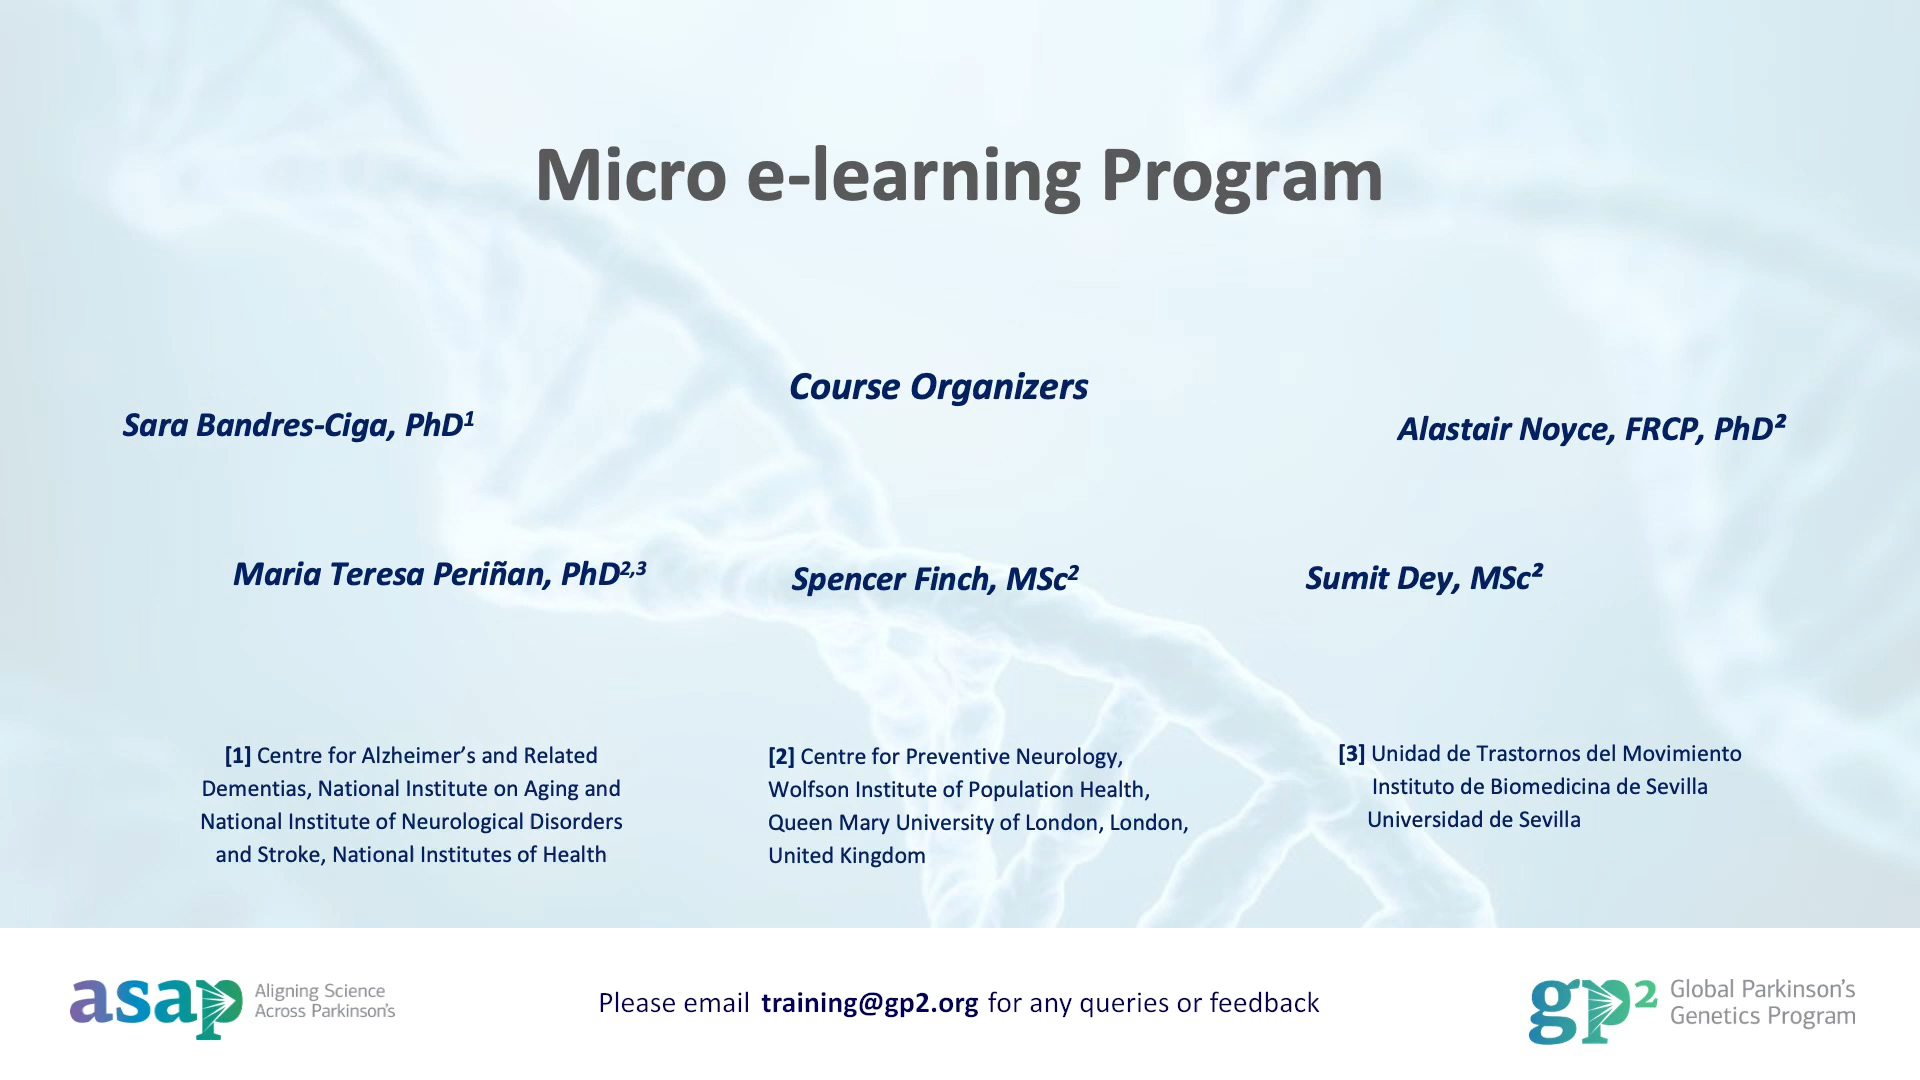 Micro e-learning Program
Course Organizers
Sara Bandres-Ciga, PhD¹
Alastair Noyce, FRCP, PhD²
Maria Teresa Periñan, PhD²,³
Spencer Finch, MSc²
Sumit Dey, MSc²
[1] Centre for Alzheimer’s and Related
Dementias, National Institute on Aging and
National Institute of Neurological Disorders
and Stroke, National Institutes of Health
[2] Centre for Preventive Neurology,
Wolfson Institute of Population Health,
Queen Mary University of London, London,
United Kingdom
[3] Unidad de Trastornos del Movimiento
Instituto de Biomedicina de Sevilla
Universidad de Sevilla
asap Aligning Science
Across Parkinson’s
Please email training@gp2.org for any queries or feedback
gp2 Global Parkinson’s
Genetics Program